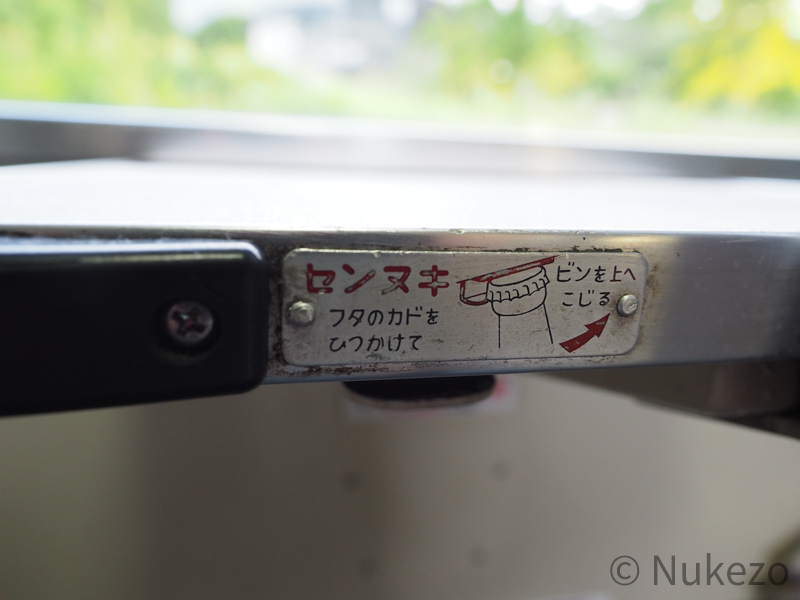 センヌキ
フタのカドを
ひつかけて
ビンを上へ
こじる
© Nukezo